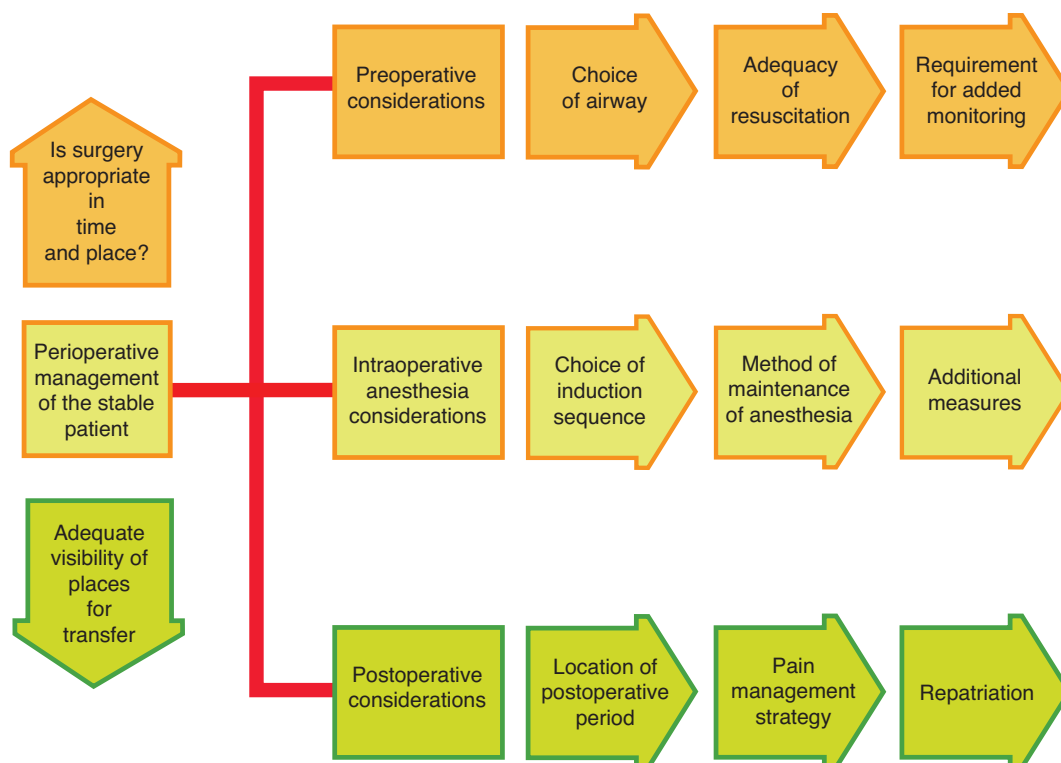 Is surgery
appropriate
in
time
and place?
Perioperative
management
of the stable
patient
Adequate
visibility of
places
for
transfer
Preoperative
considerations
Choice
of airway
Adequacy
of
resuscitation
Requirement
for added
monitoring
Intraoperative
anesthesia
considerations
Choice of
induction
sequence
Method of
maintenance
of anesthesia
Additional
measures
Postoperative
considerations
Location of
postoperative
period
Pain
management
strategy
Repatriation